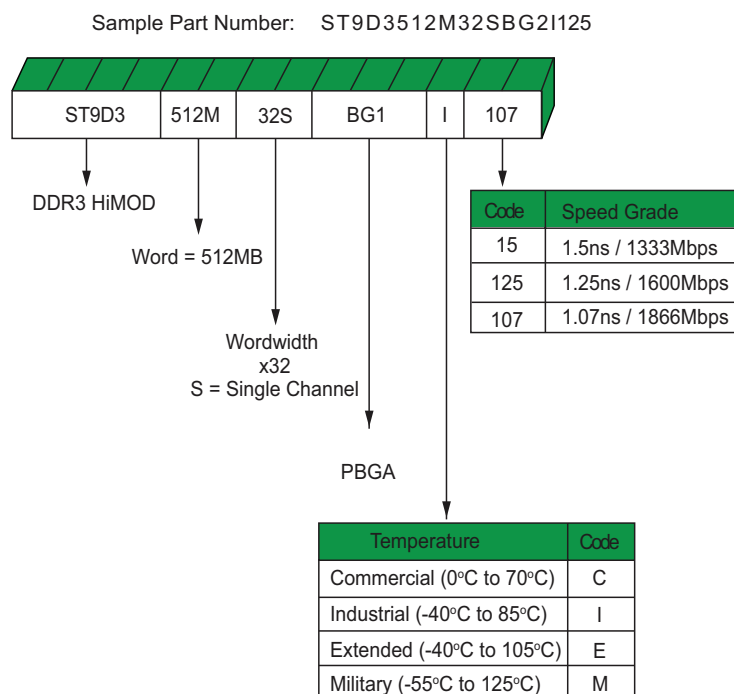 Sample Part Number: ST9D3512M32SBG2I125
ST9D3 512M 32S BG1 I 107
DDR3 HiMOD
Word = 512MB
Wordwidth
x32
S = Single Channel
PBGA
Code Speed Grade
15 1.5ns / 1333Mbps
125 1.25ns / 1600Mbps
107 1.07ns / 1866Mbps
Temperature Code
Commercial (0°C to 70°C) C
Industrial (-40°C to 85°C) I
Extended (-40°C to 105°C) E
Military (-55°C to 125°C) M